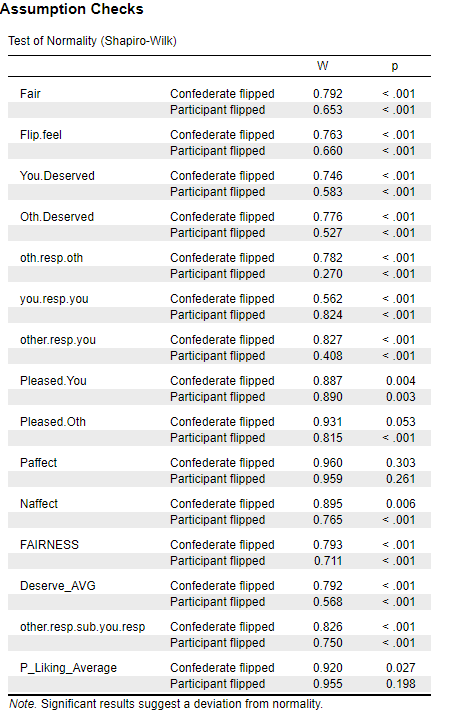 Assumption Checks
Test of Normality (Shapiro-Wilk)
W p
Fair Confederate flipped 0.792 < .001
Participant flipped 0.653 < .001
Flip.feel Confederate flipped 0.763 < .001
Participant flipped 0.660 < .001
You.Deserved Confederate flipped 0.746 < .001
Participant flipped 0.583 < .001
Oth.Deserved Confederate flipped 0.776 < .001
Participant flipped 0.527 < .001
oth.resp.oth Confederate flipped 0.782 < .001
Participant flipped 0.270 < .001
you.resp.you Confederate flipped 0.562 < .001
Participant flipped 0.824 < .001
other.resp.you Confederate flipped 0.827 < .001
Participant flipped 0.408 < .001
Pleased.You Confederate flipped 0.887 0.004
Participant flipped 0.890 0.003
Pleased.Oth Confederate flipped 0.931 0.053
Participant flipped 0.815 < .001
Paffect Confederate flipped 0.960 0.303
Participant flipped 0.959 0.261
Naffect Confederate flipped 0.895 0.006
Participant flipped 0.765 < .001
FAIRNESS Confederate flipped 0.793 < .001
Participant flipped 0.711 < .001
Deserve_AVG Confederate flipped 0.792 < .001
Participant flipped 0.568 < .001
other.resp.sub.you.resp Confederate flipped 0.826 < .001
Participant flipped 0.750 < .001
P_Liking_Average Confederate flipped 0.920 0.027
Participant flipped 0.955 0.198
Note. Significant results suggest a deviation from normality.